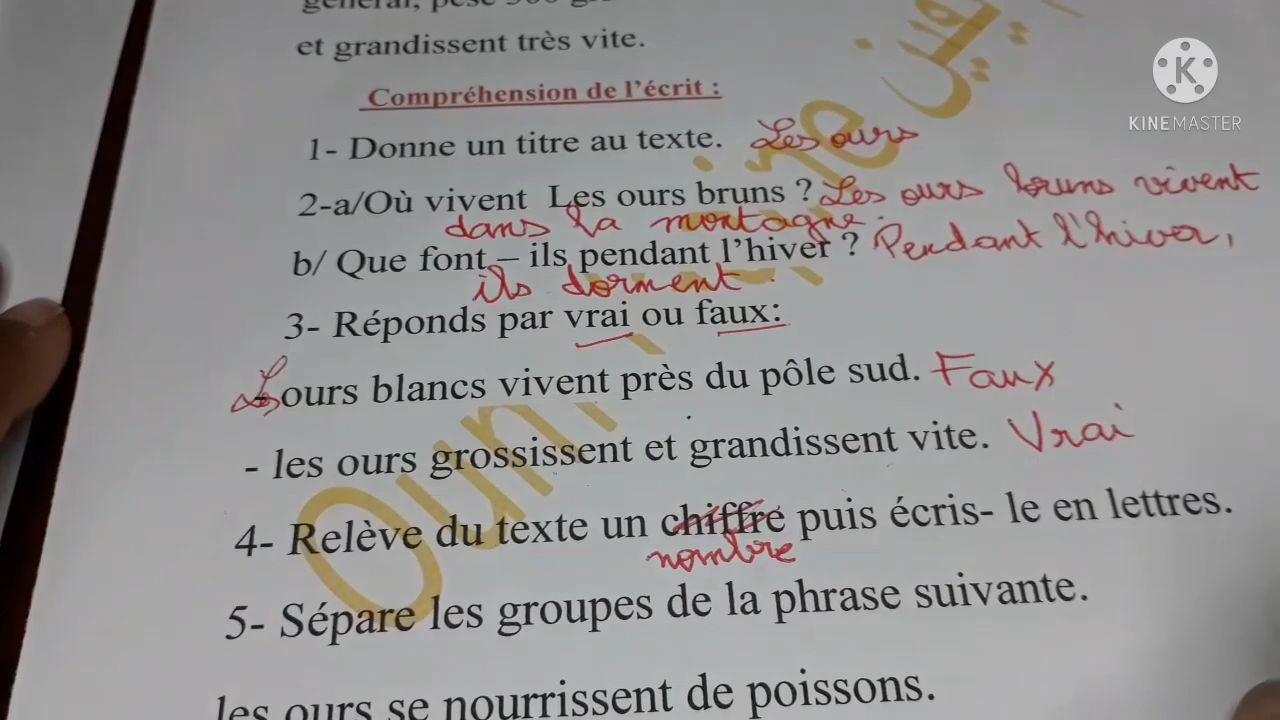 général, pèse 500
et grandissent très vite.
Compréhension de l'écrit :
1- Donne un titre au texte. Les ours
2-a/Où vivent Les ours bruns ? Les ours bruns vivent
dans la montagne.
b/ Que font – ils pendant l'hiver ? Pendant l'hiver,
ils dorment.
3- Réponds par vrai ou faux:
Les ours blancs vivent près du pôle sud. Faux
- les ours grossissent et grandissent vite. Vrai
4- Relève du texte un chiffre puis écris- le en lettres.
nombre
5- Sépare les groupes de la phrase suivante.
les ours se nourrissent de poissons.
KINEMASTER